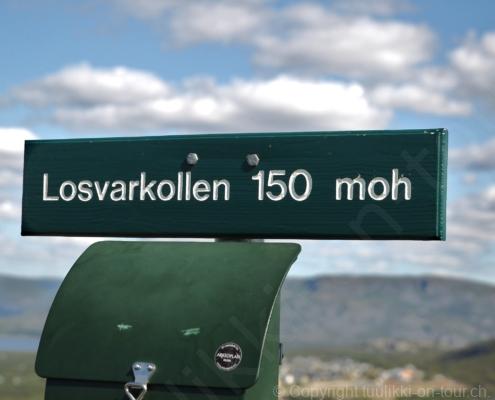 Losvarkollen 150 moh
© Copyright tuulikki-on-tour.ch